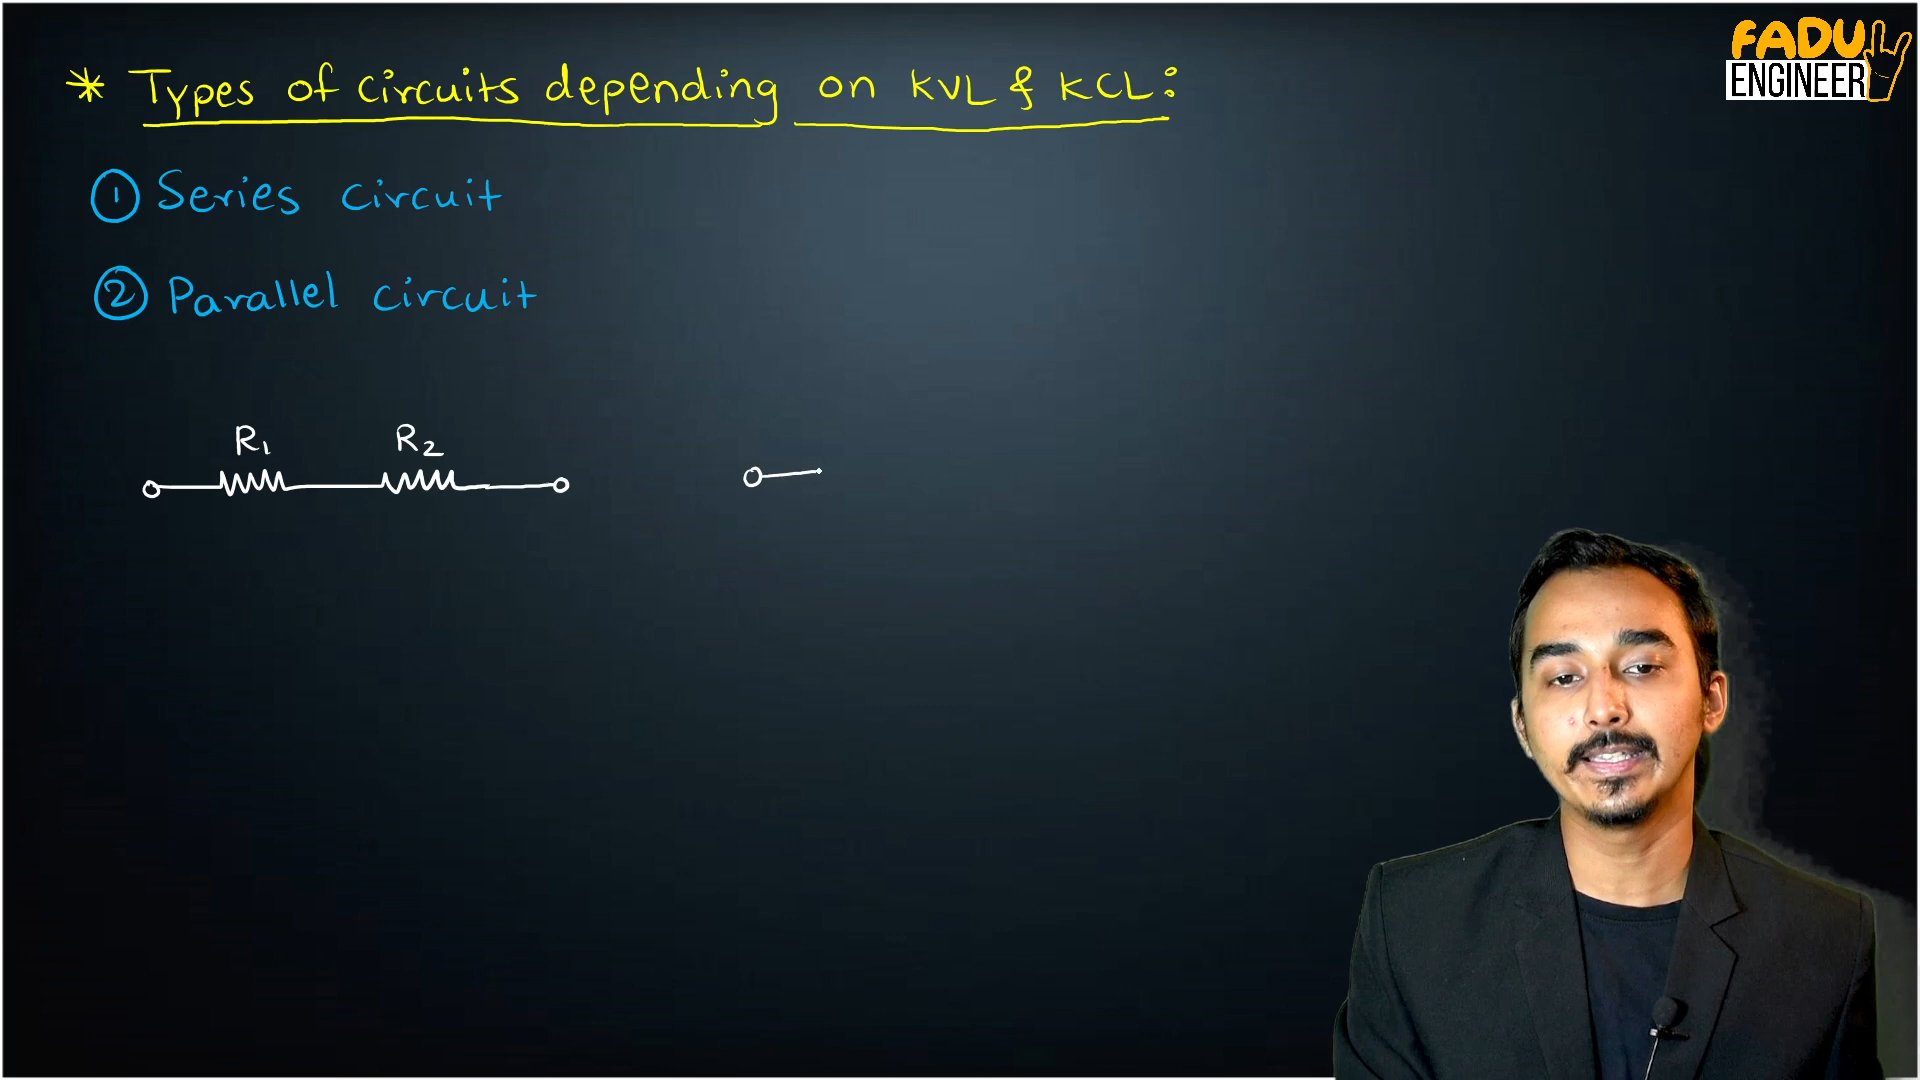 * Types of circuits depending on KVL & KCL:
FADU
ENGINEER
① Series circuit
② Parallel circuit
R₁ R₂